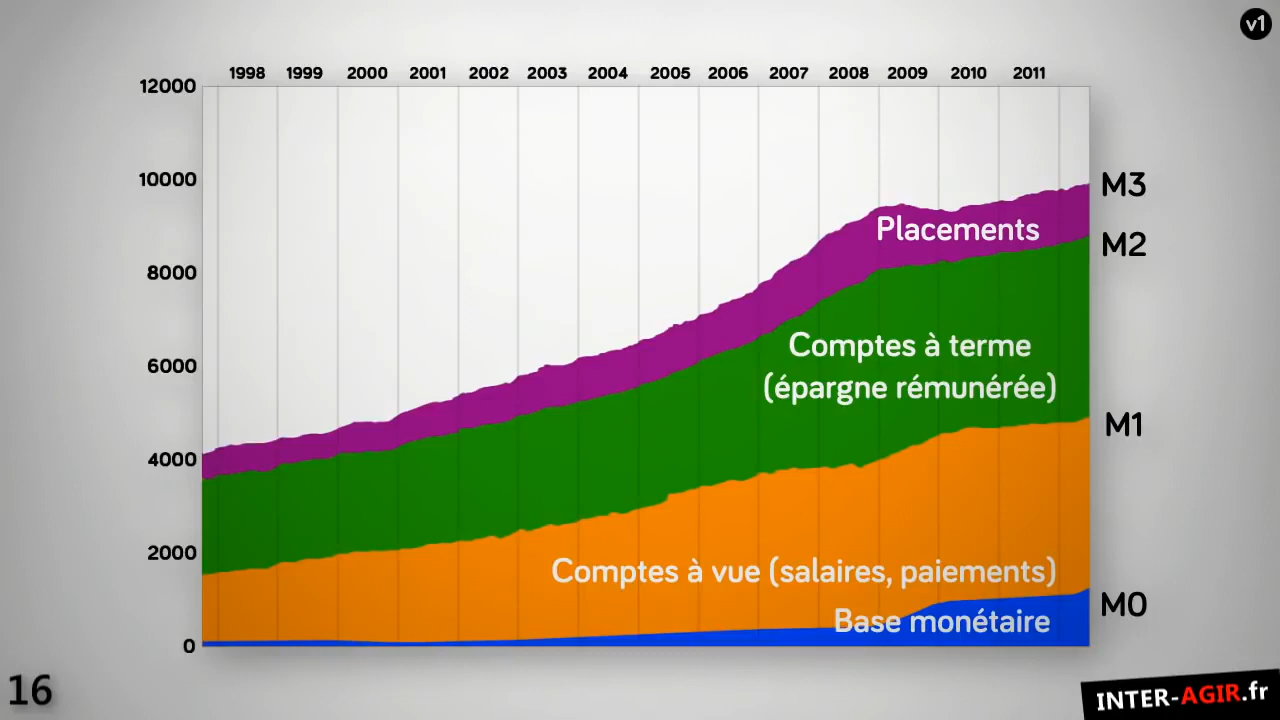 v1
1998 1999 2000 2001 2002 2003 2004 2005 2006 2007 2008 2009 2010 2011
12000
10000
M3
Placements
M2
8000
Comptes à terme
6000
(épargne rémunérée)
M1
4000
2000
Comptes à vue (salaires, paiements)
M0
Base monétaire
0
16
INTER-AGIR.fr